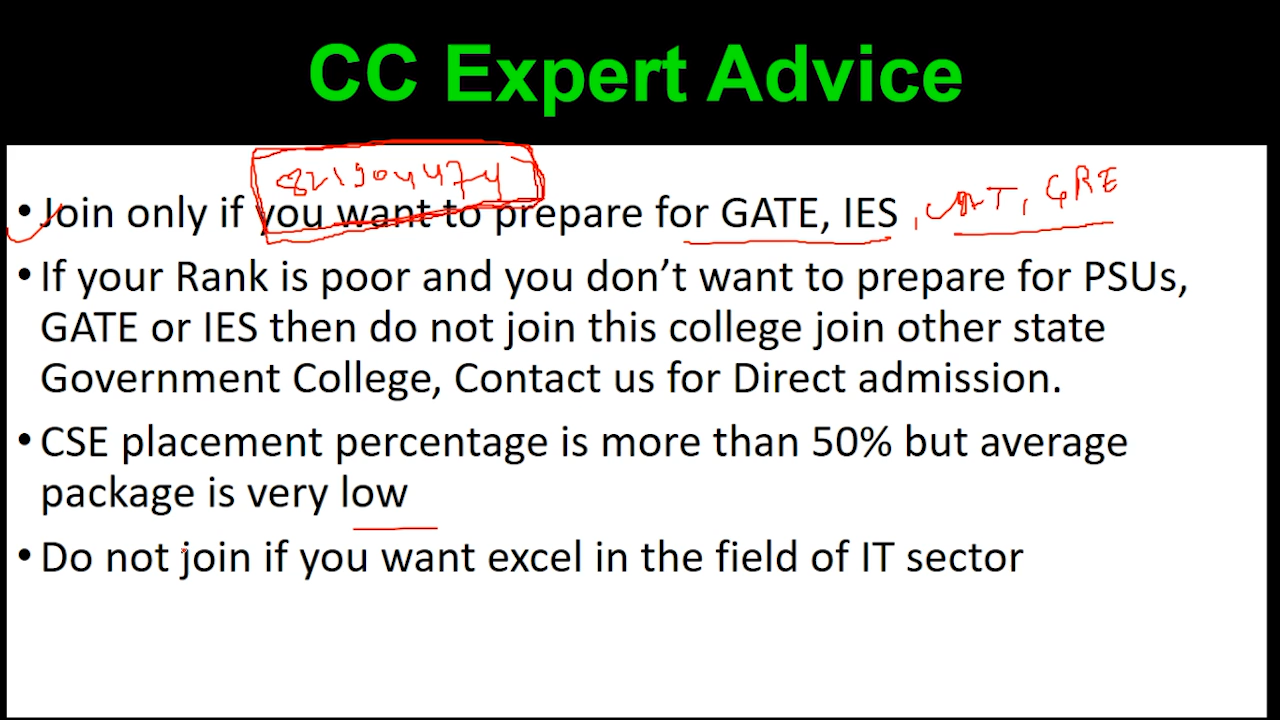 CC Expert Advice
• Join only if you want to prepare for GATE, IES , CAT, GRE
• If your Rank is poor and you don’t want to prepare for PSUs,
GATE or IES then do not join this college join other state
Government College, Contact us for Direct admission.
• CSE placement percentage is more than 50% but average
package is very low
• Do not join if you want excel in the field of IT sector